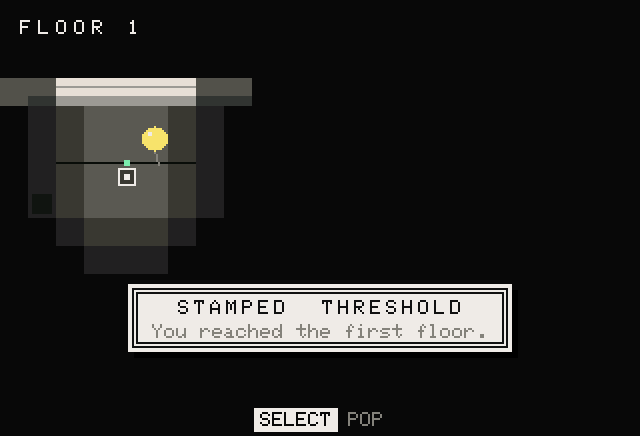 FLOOR 1
STAMPED THRESHOLD
You reached the first floor.
SELECT POP